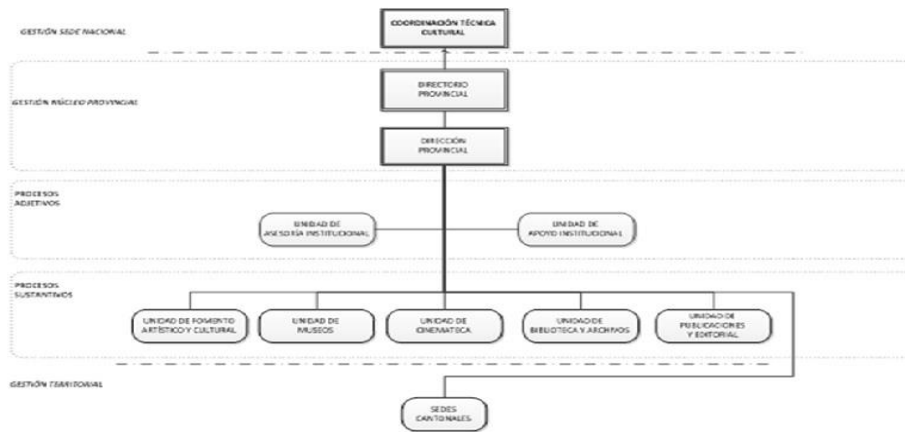 COORDINACIÓN TÉCNICA
CULTURAL
GESTIÓN SEDE NACIONAL
DIRECTORIO
PROVINCIAL
GESTIÓN NÚCLEO PROVINCIAL
DIRECCIÓN
PROVINCIAL
PROCESOS
ADJETIVOS
UNIDAD DE
ASESORÍA INSTITUCIONAL
UNIDAD DE
APOYO INSTITUCIONAL
PROCESOS
SUSTANTIVOS
UNIDAD DE FOMENTO
ARTÍSTICO Y CULTURAL
UNIDAD DE
MUSEOS
UNIDAD DE
CINEMATECA
UNIDAD DE
BIBLIOTECA Y ARCHIVOS
UNIDAD DE
PUBLICACIONES
Y EDITORIAL
GESTIÓN TERRITORIAL
SEDES
CANTONALES